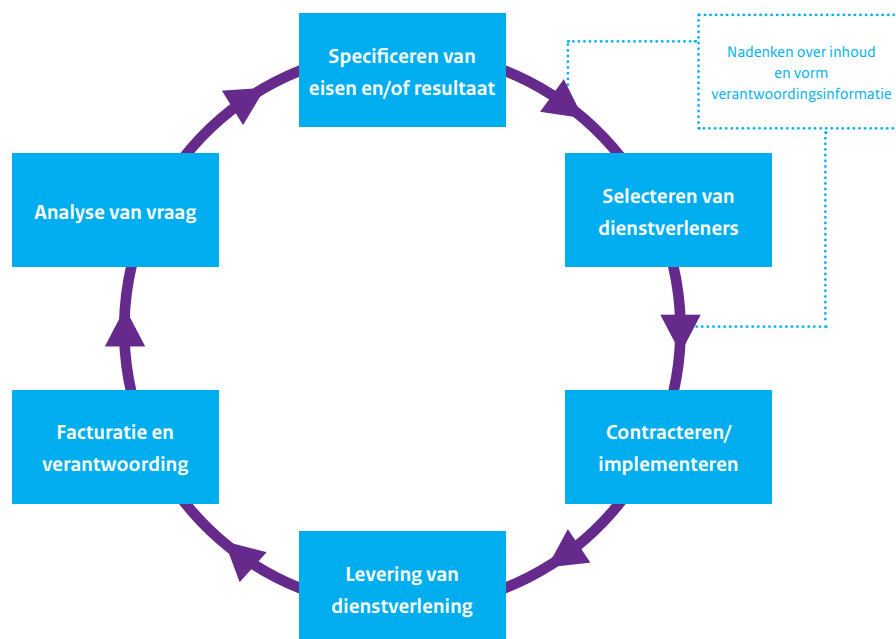 Specificeren van
eisen en/of resultaat
Nadenken over inhoud
en vorm
verantwoordingsinformatie
Selecteren van
dienstverleners
Contracteren/
implementeren
Levering van
dienstverlening
Facturatie en
verantwoording
Analyse van vraag